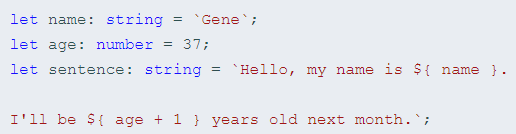 let name: string = `Gene`;
let age: number = 37;
let sentence: string = `Hello, my name is ${ name }.
I'll be ${ age + 1 } years old next month.`;